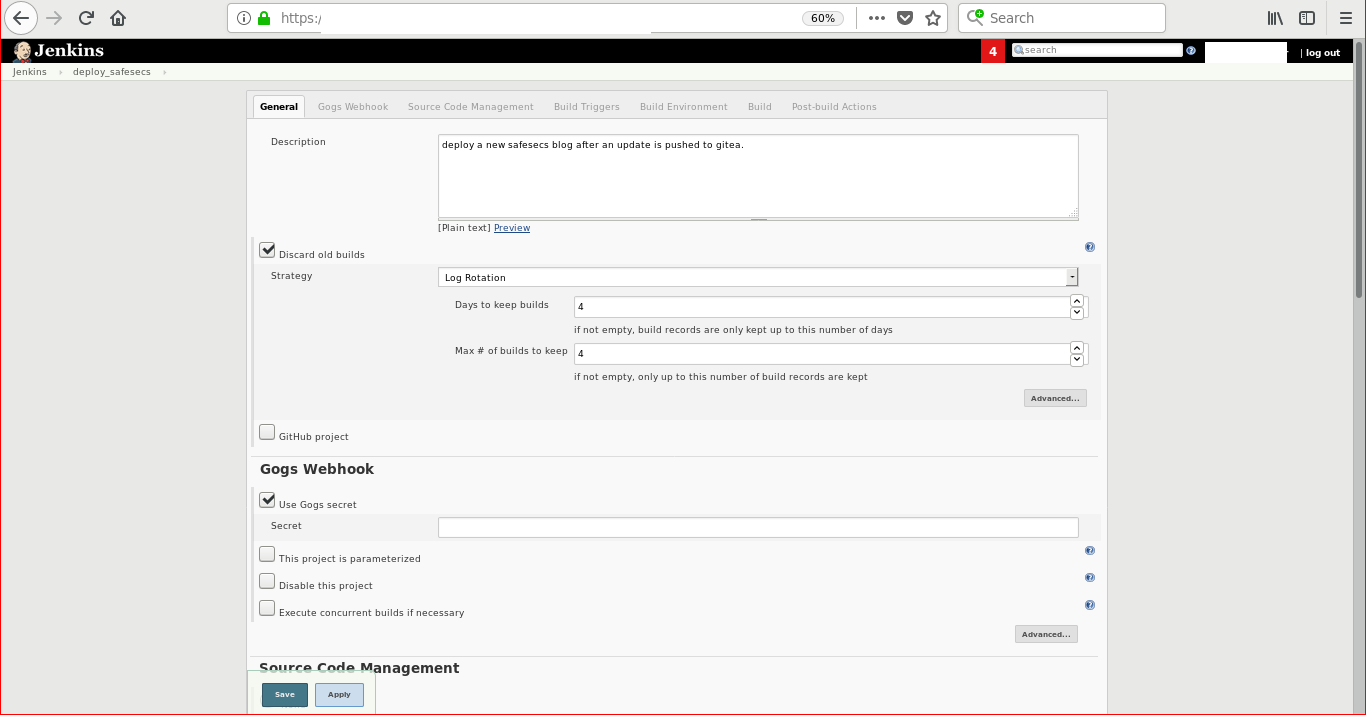 https:/
60%
Search
Jenkins
4
search
| log out
Jenkins
deploy_safesecs
General
Gogs Webhook
Source Code Management
Build Triggers
Build Environment
Build
Post-build Actions
Description
deploy a new safesecs blog after an update is pushed to gitea.
[Plain text] Preview
Discard old builds
Strategy
Log Rotation
Days to keep builds
4
if not empty, build records are only kept up to this number of days
Max # of builds to keep
4
if not empty, only up to this number of build records are kept
Advanced...
GitHub project
Gogs Webhook
Use Gogs secret
Secret
This project is parameterized
Disable this project
Execute concurrent builds if necessary
Advanced...
Source Code Management
Save
Apply